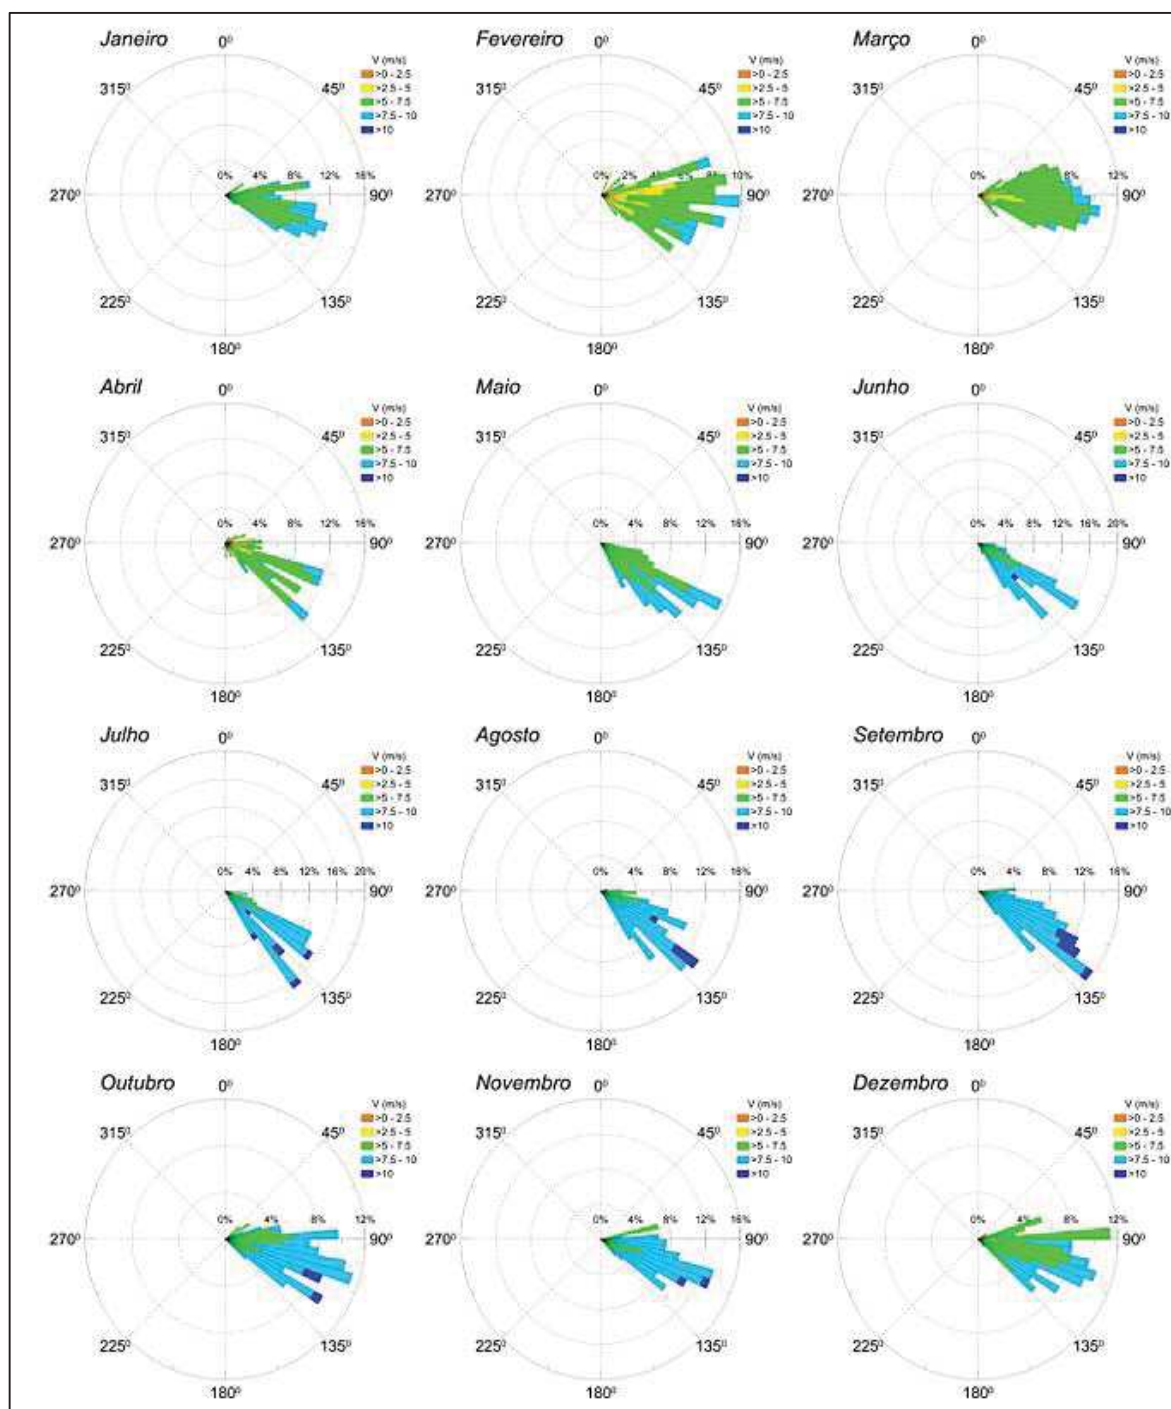 Janeiro
0º
V (m/s)
>0 - 2.5
>2.5 - 5
>5 - 7.5
>7.5 - 10
>10
315º
45º
0% 4% 8% 12% 16%
270º
90º
225º
135º
180º
Fevereiro
0º
V (m/s)
>0 - 2.5
>2.5 - 5
>5 - 7.5
>7.5 - 10
>10
315º
45º
0% 2% 4% 6% 8% 10%
270º
90º
225º
135º
180º
Março
0º
V (m/s)
>0 - 2.5
>2.5 - 5
>5 - 7.5
>7.5 - 10
>10
315º
45º
0% 8% 12%
270º
90º
225º
135º
180º
Abril
0º
V (m/s)
>0 - 2.5
>2.5 - 5
>5 - 7.5
>7.5 - 10
>10
315º
45º
0% 4% 8% 12% 16%
270º
90º
225º
135º
180º
Maio
0º
V (m/s)
>0 - 2.5
>2.5 - 5
>5 - 7.5
>7.5 - 10
>10
315º
45º
0% 4% 8% 12% 16%
270º
90º
225º
135º
180º
Junho
0º
V (m/s)
>0 - 2.5
>2.5 - 5
>5 - 7.5
>7.5 - 10
>10
315º
45º
0% 4% 8% 12% 16% 20%
270º
90º
225º
135º
180º
Julho
0º
V (m/s)
>0 - 2.5
>2.5 - 5
>5 - 7.5
>7.5 - 10
>10
315º
45º
0% 4% 8% 12% 16% 20%
270º
90º
225º
135º
180º
Agosto
0º
V (m/s)
>0 - 2.5
>2.5 - 5
>5 - 7.5
>7.5 - 10
>10
315º
45º
0% 4% 8% 12% 16%
270º
90º
225º
135º
180º
Setembro
0º
V (m/s)
>0 - 2.5
>2.5 - 5
>5 - 7.5
>7.5 - 10
>10
315º
45º
0% 4% 8% 12% 16%
270º
90º
225º
135º
180º
Outubro
0º
V (m/s)
>0 - 2.5
>2.5 - 5
>5 - 7.5
>7.5 - 10
>10
315º
45º
0% 4% 8% 12%
270º
90º
225º
135º
180º
Novembro
0º
V (m/s)
>0 - 2.5
>2.5 - 5
>5 - 7.5
>7.5 - 10
>10
315º
45º
0% 4% 8% 12% 16%
270º
90º
225º
135º
180º
Dezembro
0º
V (m/s)
>0 - 2.5
>2.5 - 5
>5 - 7.5
>7.5 - 10
>10
315º
45º
0% 4% 8% 12%
270º
90º
225º
135º
180º